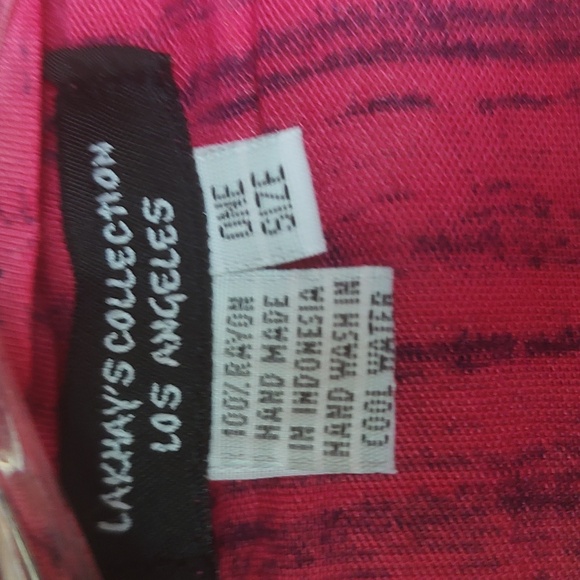 LAKHAY'S COLLECTION
LOS ANGELES
ONE
SIZE
100% RAYON
HAND MADE
IN INDONESIA
HAND WASH IN
COOL WATER